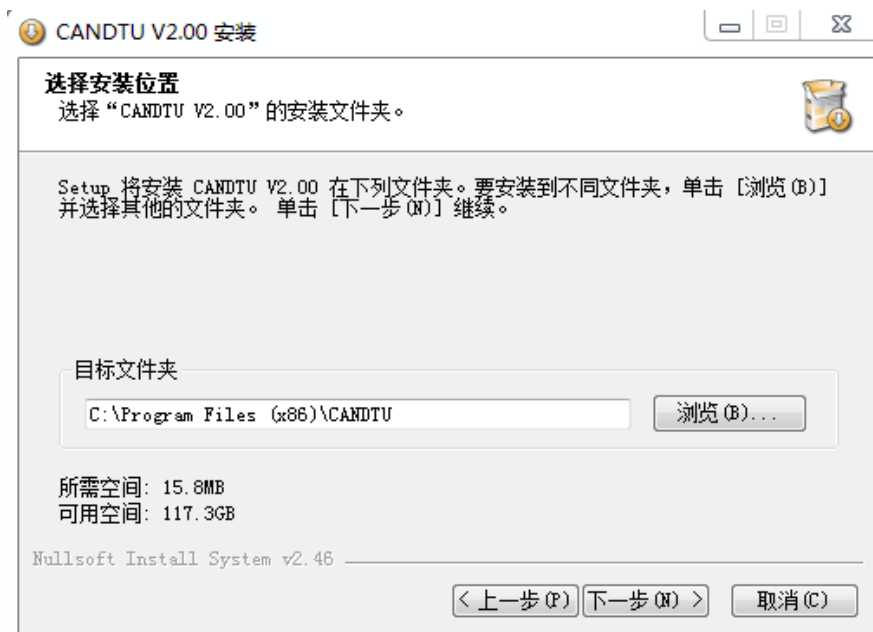 CANDTU V2.00 安装
选择安装位置
选择“CANDTU V2.00”的安装文件夹。
Setup 将安装 CANDTU V2.00 在下列文件夹。要安装到不同文件夹，单击 [浏览(B)]
并选择其他的文件夹。 单击 [下一步(N)] 继续。
目标文件夹
C:\Program Files (x86)\CANDTU
浏览(B)...
所需空间: 15.8MB
可用空间: 117.3GB
Nullsoft Install System v2.46
< 上一步(P) 下一步(N) > 取消(C)